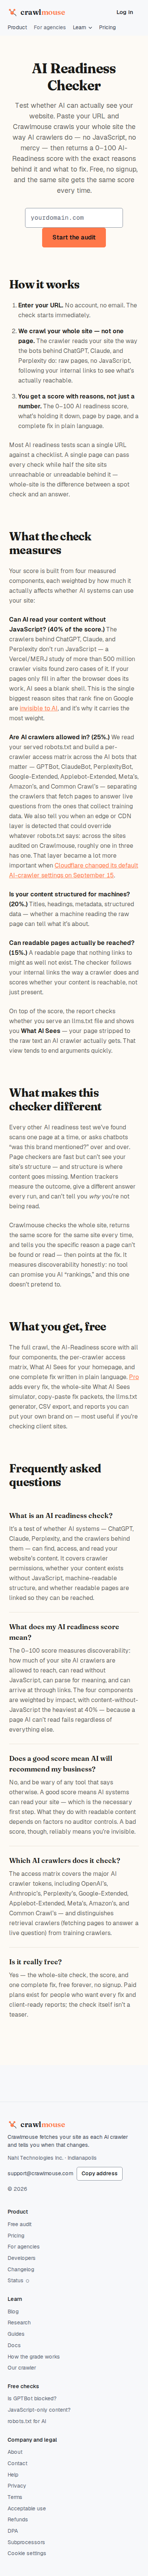 crawlmouse
Log in
Product For agencies Learn Pricing
AI Readiness
Checker
Test whether AI can actually see your
website. Paste your URL and
Crawlmouse crawls your whole site the
way AI crawlers do — no JavaScript, no
mercy — then returns a 0–100 AI-
Readiness score with the exact reasons
behind it and what to fix. Free, no signup,
and the same site gets the same score
every time.
yourdomain.com
Start the audit
How it works
1. Enter your URL. No account, no email. The
check starts immediately.
2. We crawl your whole site — not one
page. The crawler reads your site the way
the bots behind ChatGPT, Claude, and
Perplexity do: raw pages, no JavaScript,
following your internal links to see what's
actually reachable.
3. You get a score with reasons, not just a
number. The 0–100 AI readiness score,
what's holding it down, page by page, and a
complete fix in plain language.
Most AI readiness tests scan a single URL
against a checklist. A single page can pass
every check while half the site sits
unreachable or unreadable behind it —
whole-site is the difference between a spot
check and an answer.
What the check
measures
Your score is built from four measured
components, each weighted by how much it
actually affects whether AI systems can use
your site:
Can AI read your content without
JavaScript? (40% of the score.) The
crawlers behind ChatGPT, Claude, and
Perplexity don't run JavaScript — a
Vercel/MERJ study of more than 500 million
crawler visits found zero cases of it. If your
pages only fill in after the browser does its
work, AI sees a blank shell. This is the single
biggest reason sites that rank fine on Google
are invisible to AI, and it's why it carries the
most weight.
Are AI crawlers allowed in? (25%.) We read
your served robots.txt and build a per-
crawler access matrix across the AI bots that
matter — GPTBot, ClaudeBot, PerplexityBot,
Google-Extended, Applebot-Extended, Meta's,
Amazon's, and Common Crawl's — separating
the crawlers that fetch pages to answer live
questions from the ones collecting training
data. We also tell you when an edge or CDN
layer is detected that could override
whatever robots.txt says: across the sites
audited on Crawlmouse, roughly one in three
has one. That layer became a lot more
important when Cloudflare changed its default
AI-crawler settings on September 15.
Is your content structured for machines?
(20%.) Titles, headings, metadata, structured
data — whether a machine reading the raw
page can tell what it's about.
Can readable pages actually be reached?
(15%.) A readable page that nothing links to
might as well not exist. The checker follows
your internal links the way a crawler does and
scores whether your content is reachable, not
just present.
On top of the score, the report checks
whether you serve an llms.txt file and shows
you What AI Sees — your page stripped to
the raw text an AI crawler actually gets. That
view tends to end arguments quickly.
What makes this
checker different
Every other AI readiness test we've found
scans one page at a time, or asks chatbots
"was this brand mentioned?" over and over.
Page checkers can be fast but can't see your
site's structure — and structure is where
content goes missing. Mention trackers
measure the outcome, give a different answer
every run, and can't tell you why you're not
being read.
Crawlmouse checks the whole site, returns
the same score for the same site every time,
and tells you the specific reason a page can't
be found or read — then points at the fix. It
measures discoverability honestly: no tool
can promise you AI "rankings," and this one
doesn't pretend to.
What you get, free
The full crawl, the AI-Readiness score with all
four components, the per-crawler access
matrix, What AI Sees for your homepage, and
one complete fix written in plain language. Pro
adds every fix, the whole-site What AI Sees
simulator, copy-paste fix packets, the llms.txt
generator, CSV export, and reports you can
put your own brand on — most useful if you're
checking client sites.
Frequently asked
questions
What is an AI readiness check?
It's a test of whether AI systems — ChatGPT,
Claude, Perplexity, and the crawlers behind
them — can find, access, and read your
website's content. It covers crawler
permissions, whether your content exists
without JavaScript, machine-readable
structure, and whether readable pages are
linked so they can be reached.
What does my AI readiness score
mean?
The 0–100 score measures discoverability:
how much of your site AI crawlers are
allowed to reach, can read without
JavaScript, can parse for meaning, and can
arrive at through links. The four components
are weighted by impact, with content-without-
JavaScript the heaviest at 40% — because a
page AI can't read fails regardless of
everything else.
Does a good score mean AI will
recommend my business?
No, and be wary of any tool that says
otherwise. A good score means AI systems
can read your site — which is the necessary
first step. What they do with readable content
depends on factors no auditor controls. A bad
score, though, reliably means you're invisible.
Which AI crawlers does it check?
The access matrix covers the major AI
crawler tokens, including OpenAI's,
Anthropic's, Perplexity's, Google-Extended,
Applebot-Extended, Meta's, Amazon's, and
Common Crawl's — and distinguishes
retrieval crawlers (fetching pages to answer a
live question) from training crawlers.
Is it really free?
Yes — the whole-site check, the score, and
one complete fix, free forever, no signup. Paid
plans exist for people who want every fix and
client-ready reports; the check itself isn't a
teaser.
crawlmouse
Crawlmouse fetches your site as each AI crawler
and tells you when that changes.
Nahl Technologies Inc. · Indianapolis
support@crawlmouse.com Copy address
© 2026
Product
Free audit
Pricing
For agencies
Developers
Changelog
Status
Learn
Blog
Research
Guides
Docs
How the grade works
Our crawler
Free checks
Is GPTBot blocked?
JavaScript-only content?
robots.txt for AI
Company and legal
About
Contact
Help
Privacy
Terms
Acceptable use
Refunds
DPA
Subprocessors
Cookie settings